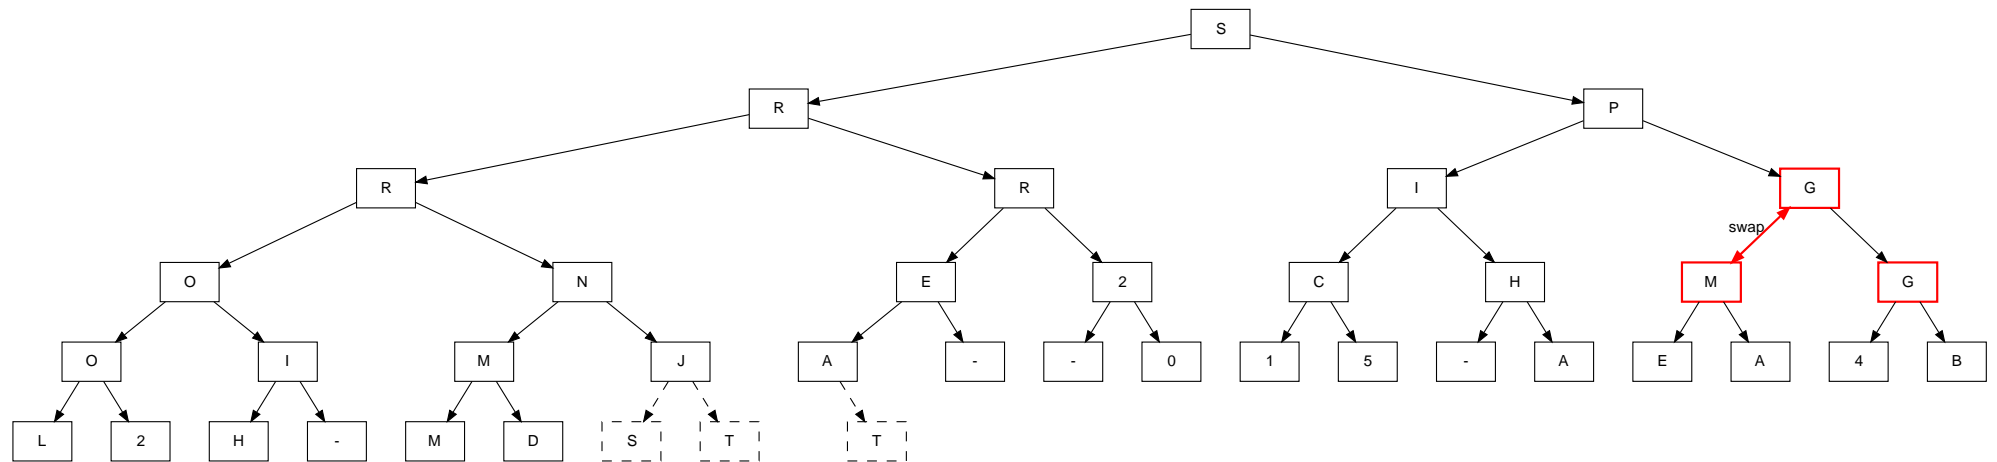 S
R P
R R I G
swap
O N E 2 C H M G
O I M J A - - 0 1 5 - A E A 4 B
L 2 H - M D S T T